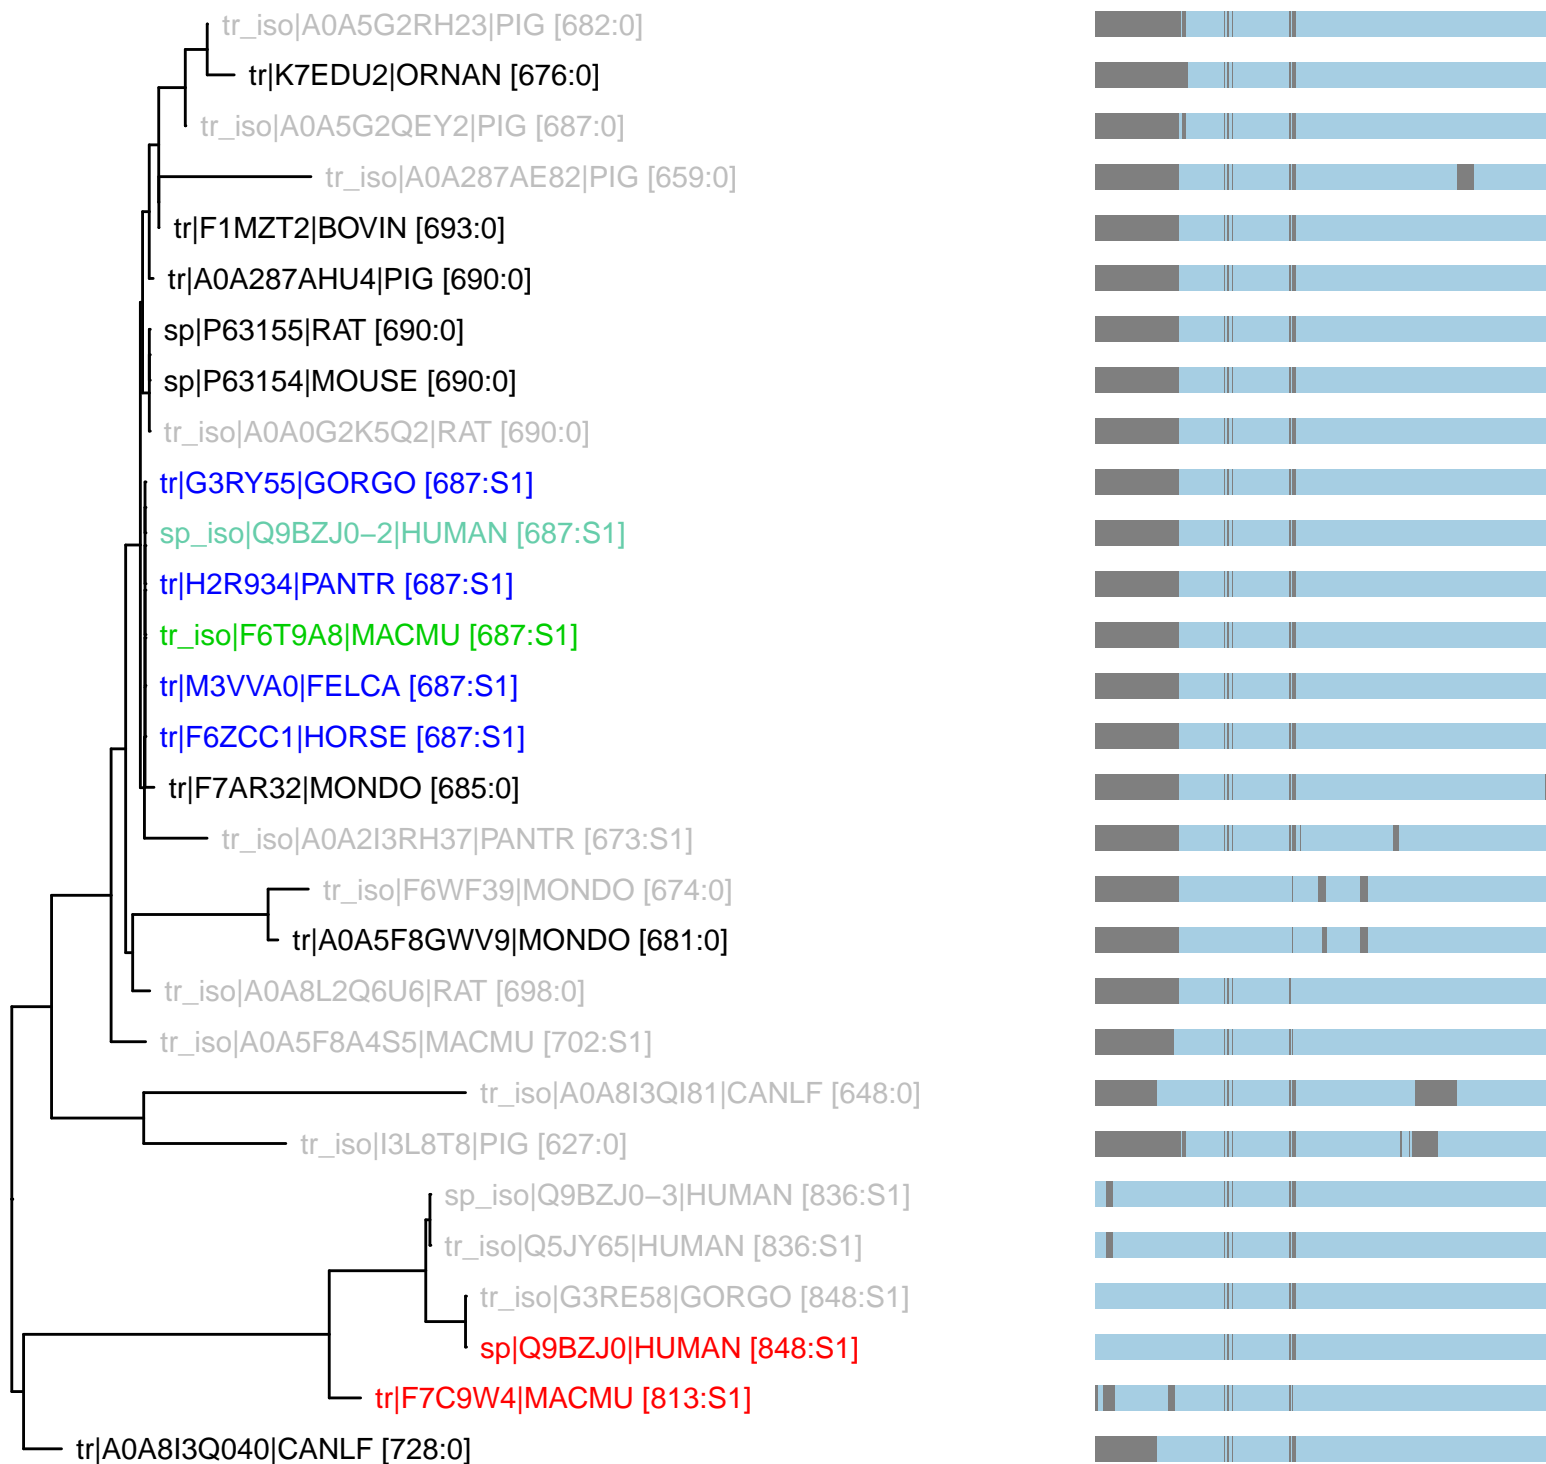 tr_iso|A0A5G2RH23|PIG [682:0]
tr|K7EDU2|ORNAN [676:0]
tr_iso|A0A5G2QEY2|PIG [687:0]
tr_iso|A0A287AE82|PIG [659:0]
tr|F1MZT2|BOVIN [693:0]
tr|A0A287AHU4|PIG [690:0]
sp|P63155|RAT [690:0]
sp|P63154|MOUSE [690:0]
tr_iso|A0A0G2K5Q2|RAT [690:0]
tr|G3RY55|GORGO [687:S1]
sp_iso|Q9BZJ0−2|HUMAN [687:S1]
tr|H2R934|PANTR [687:S1]
tr_iso|F6T9A8|MACMU [687:S1]
tr|M3VVA0|FELCA [687:S1]
tr|F6ZCC1|HORSE [687:S1]
tr|F7AR32|MONDO [685:0]
tr_iso|A0A2I3RH37|PANTR [673:S1]
tr_iso|F6WF39|MONDO [674:0]
tr|A0A5F8GWV9|MONDO [681:0]
tr_iso|A0A8L2Q6U6|RAT [698:0]
tr_iso|A0A5F8A4S5|MACMU [702:S1]
tr_iso|A0A8I3QI81|CANLF [648:0]
tr_iso|I3L8T8|PIG [627:0]
sp_iso|Q9BZJ0−3|HUMAN [836:S1]
tr_iso|Q5JY65|HUMAN [836:S1]
tr_iso|G3RE58|GORGO [848:S1]
sp|Q9BZJ0|HUMAN [848:S1]
tr|F7C9W4|MACMU [813:S1]
tr|A0A8I3Q040|CANLF [728:0]